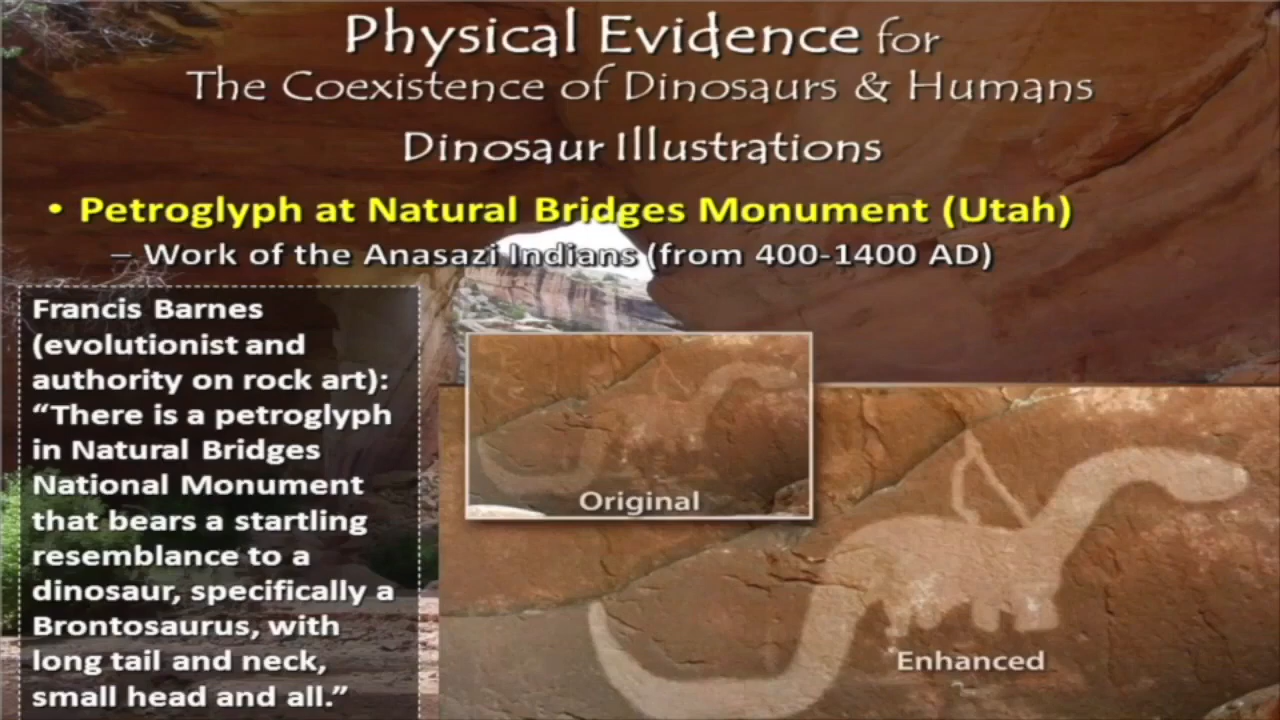 Physical Evidence for
The Coexistence of Dinosaurs & Humans
Dinosaur Illustrations
• Petroglyph at Natural Bridges Monument (Utah)
– Work of the Anasazi Indians (from 400-1400 AD)
Francis Barnes
(evolutionist and
authority on rock art):
“There is a petroglyph
in Natural Bridges
National Monument
that bears a startling
resemblance to a
dinosaur, specifically a
Brontosaurus, with
long tail and neck,
small head and all.”
Original
Enhanced